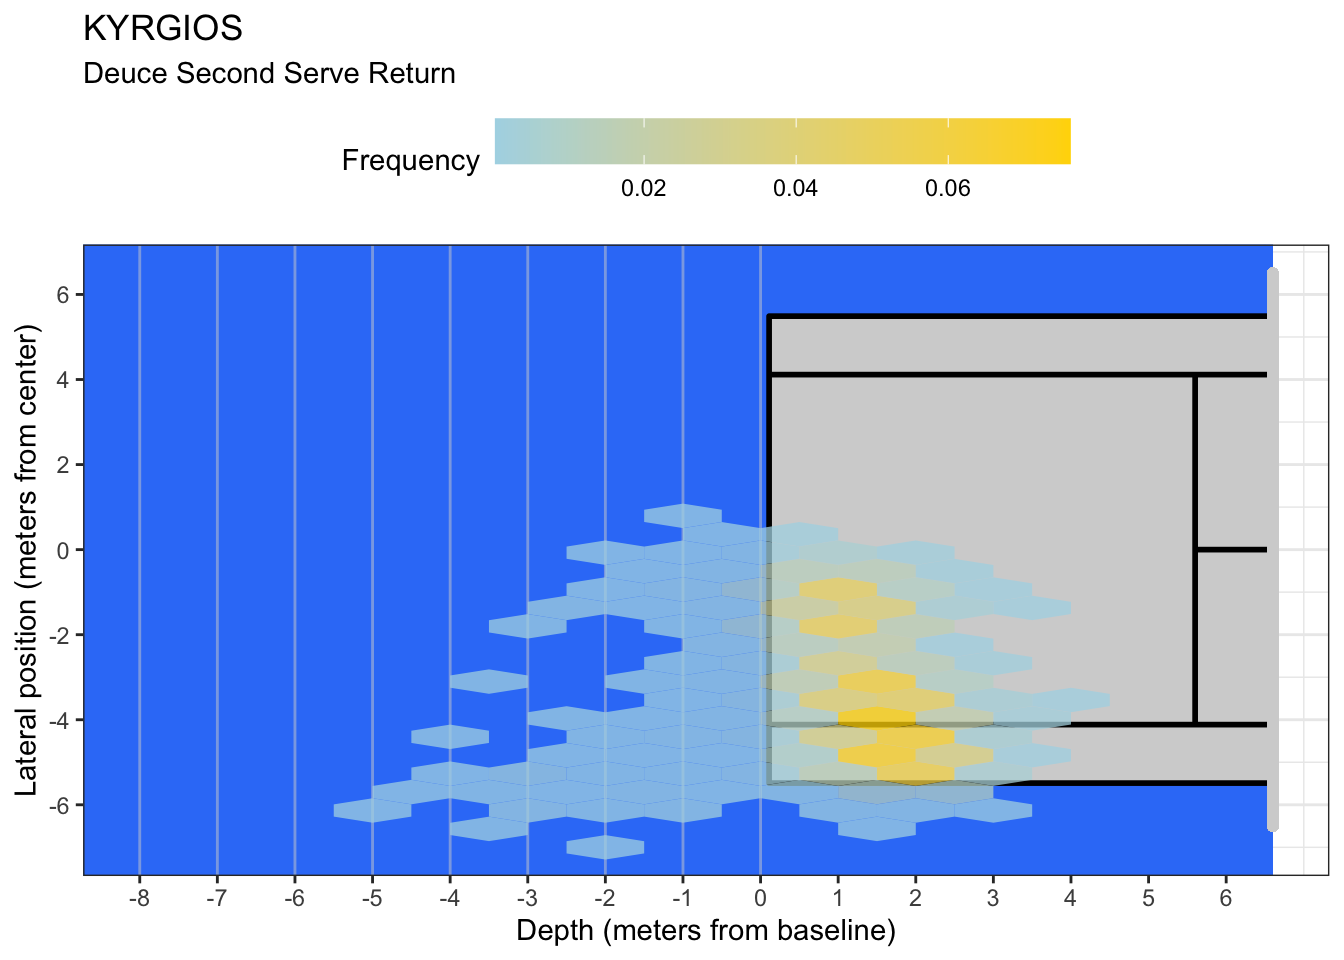 KYRGIOS
Deuce Second Serve Return
Frequency
0.02 0.04 0.06
Lateral position (meters from center)
6
4
2
0
-2
-4
-6
-8 -7 -6 -5 -4 -3 -2 -1 0 1 2 3 4 5 6
Depth (meters from baseline)